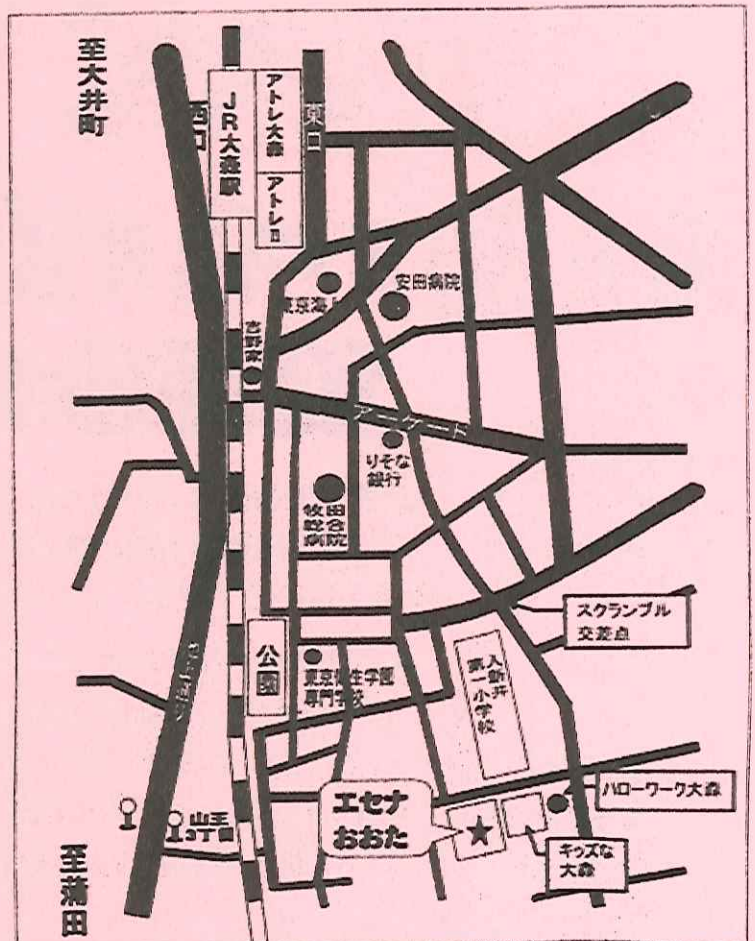 至大井町
西口
JR大森駅
アトレ大森
アトレⅡ
東口
安田病院
東京海上
吉野家
アーケード
りそな
銀行
牧田
総合
病院
スクランブル
交差点
公園
東京衛生学園
専門学校
入新井
第一小学校
ハローワーク大森
エセナ
おおた
キッズな
大森
山王
3丁目
至蒲田